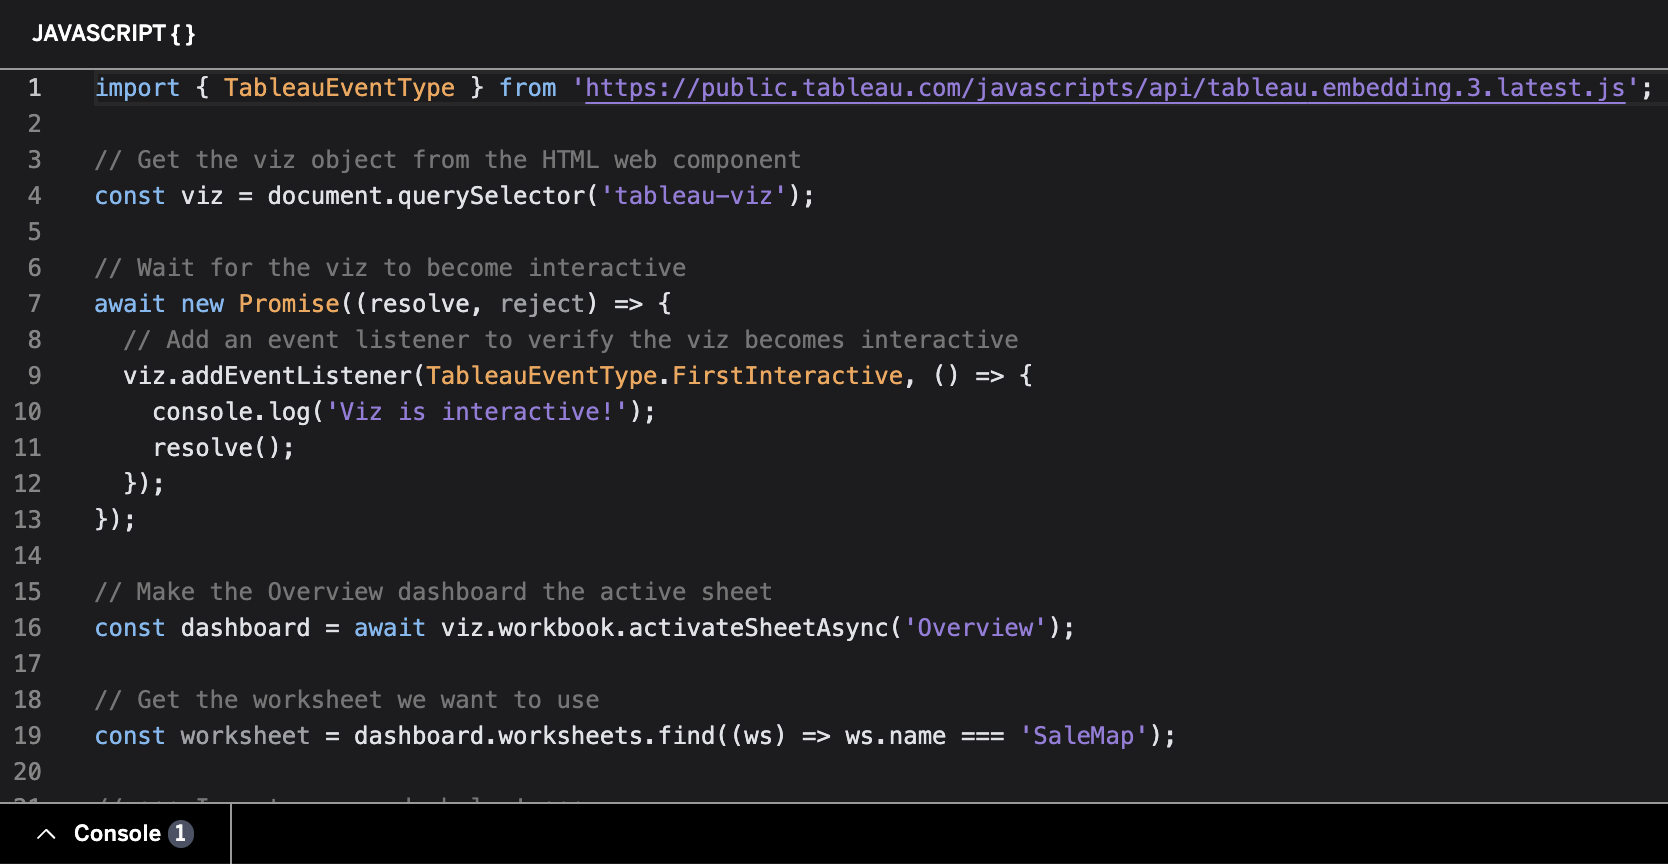 JAVASCRIPT { }
1 import { TableauEventType } from 'https://public.tableau.com/javascripts/api/tableau.embedding.3.latest.js';
2
3 // Get the viz object from the HTML web component
4 const viz = document.querySelector('tableau-viz');
5
6 // Wait for the viz to become interactive
7 await new Promise((resolve, reject) => {
8 // Add an event listener to verify the viz becomes interactive
9 viz.addEventListener(TableauEventType.FirstInteractive, () => {
10 console.log('Viz is interactive!');
11 resolve();
12 });
13 });
14
15 // Make the Overview dashboard the active sheet
16 const dashboard = await viz.workbook.activateSheetAsync('Overview');
17
18 // Get the worksheet we want to use
19 const worksheet = dashboard.worksheets.find((ws) => ws.name === 'SaleMap');
20
21
Console 1